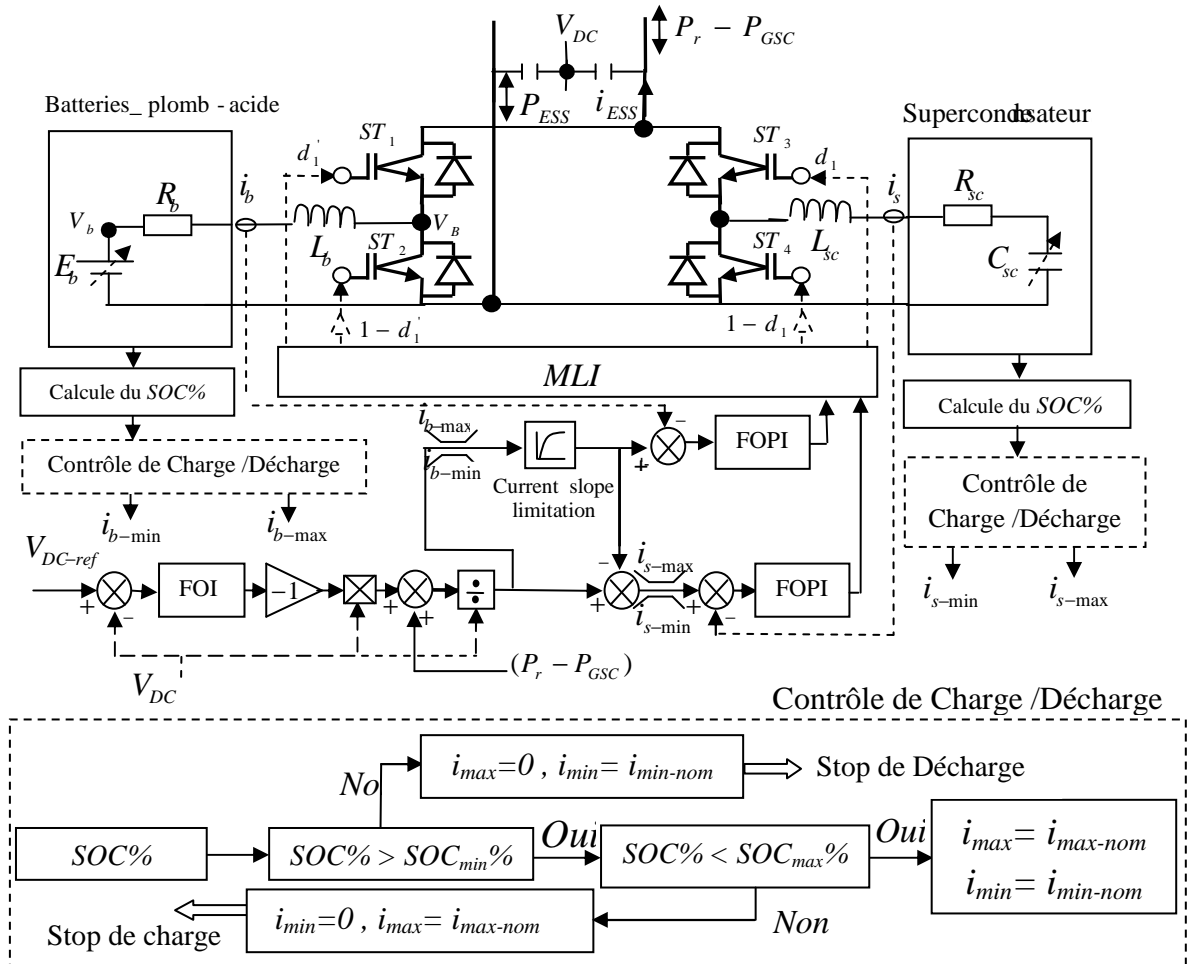 V_DC
P_r − P_GSC
P_ESS
i_ESS
Batteries_ plomb - acide
Supercondensateur
ST_1
ST_3
d_1'
d_1
i_b
i_s
R_b
R_sc
V_b
V_B
L_b
L_sc
E_b
C_sc
ST_2
ST_4
1 − d_1'
1 − d_1
MLI
Calcule du SOC%
Calcule du SOC%
i_b−max
i_b−min
−
+
FOPI
Current slope
limitation
Contrôle de Charge /Décharge
Contrôle de
Charge /Décharge
i_b−min
i_b−max
i_s−min
i_s−max
V_DC−ref
+
−
FOI
−1
+
+
÷
−
+
i_s−max
i_s−min
+
−
FOPI
V_DC
(P_r − P_GSC)
Contrôle de Charge /Décharge
i_max=0 , i_min= i_min-nom
Stop de Décharge
No
SOC%
SOC% > SOC_min%
Oui
SOC% < SOC_max%
Oui
i_max= i_max-nom
i_min= i_min-nom
Non
i_min=0 , i_max= i_max-nom
Stop de charge